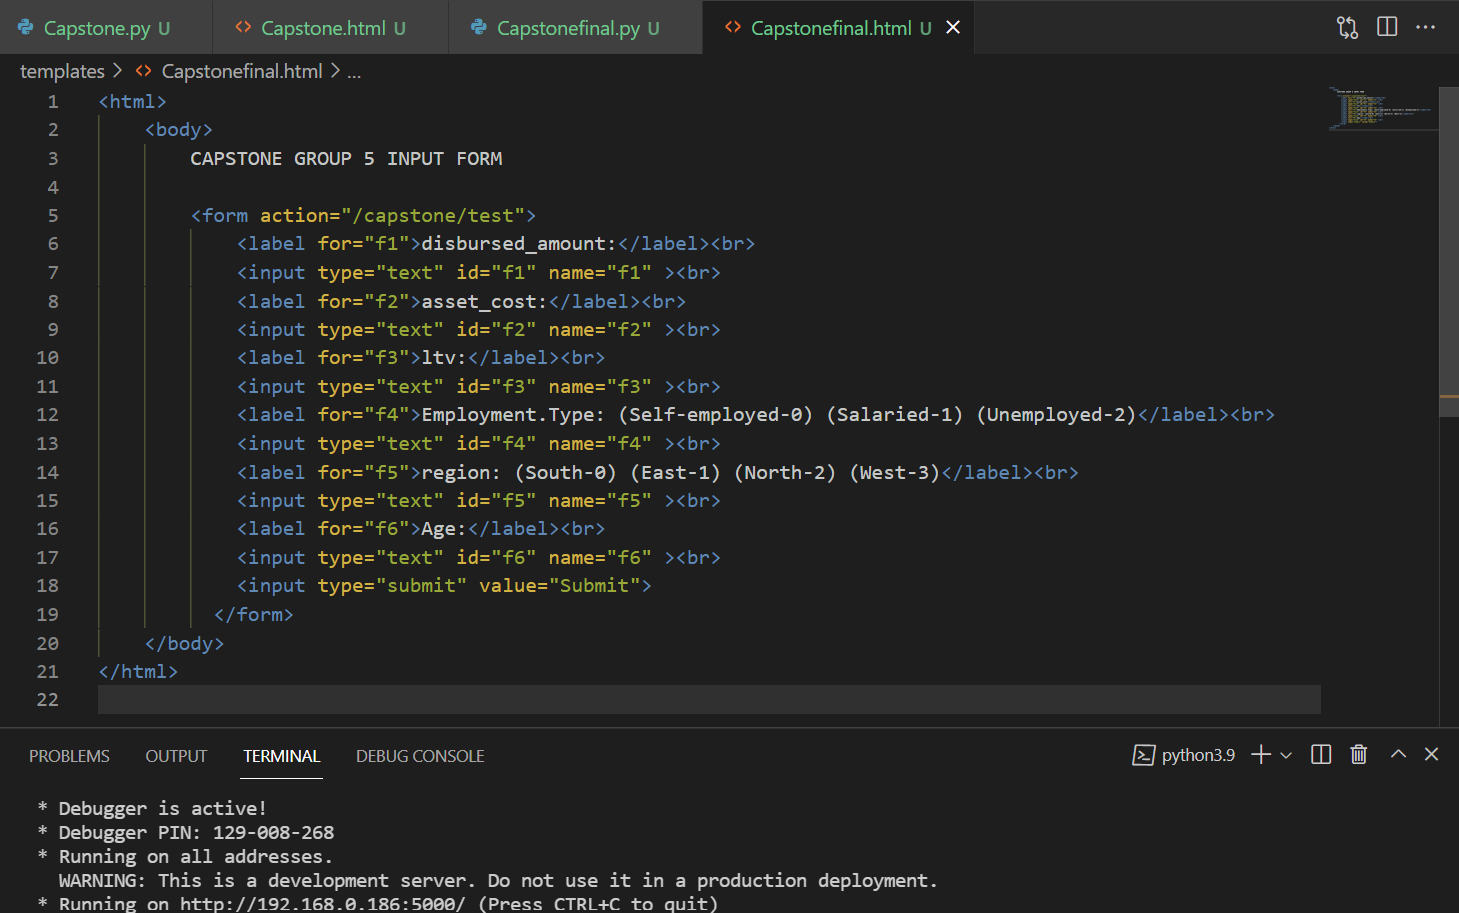 Capstone.py U Capstone.html U Capstonefinal.py U Capstonefinal.html U
templates > Capstonefinal.html > ...
1 <html>
2 <body>
3 CAPSTONE GROUP 5 INPUT FORM
4
5 <form action="/capstone/test">
6 <label for="f1">disbursed_amount:</label><br>
7 <input type="text" id="f1" name="f1" ><br>
8 <label for="f2">asset_cost:</label><br>
9 <input type="text" id="f2" name="f2" ><br>
10 <label for="f3">ltv:</label><br>
11 <input type="text" id="f3" name="f3" ><br>
12 <label for="f4">Employment.Type: (Self-employed-0) (Salaried-1) (Unemployed-2)</label><br>
13 <input type="text" id="f4" name="f4" ><br>
14 <label for="f5">region: (South-0) (East-1) (North-2) (West-3)</label><br>
15 <input type="text" id="f5" name="f5" ><br>
16 <label for="f6">Age:</label><br>
17 <input type="text" id="f6" name="f6" ><br>
18 <input type="submit" value="Submit">
19 </form>
20 </body>
21 </html>
22
PROBLEMS OUTPUT TERMINAL DEBUG CONSOLE python3.9
* Debugger is active!
* Debugger PIN: 129-008-268
* Running on all addresses.
WARNING: This is a development server. Do not use it in a production deployment.
* Running on http://192.168.0.186:5000/ (Press CTRL+C to quit)